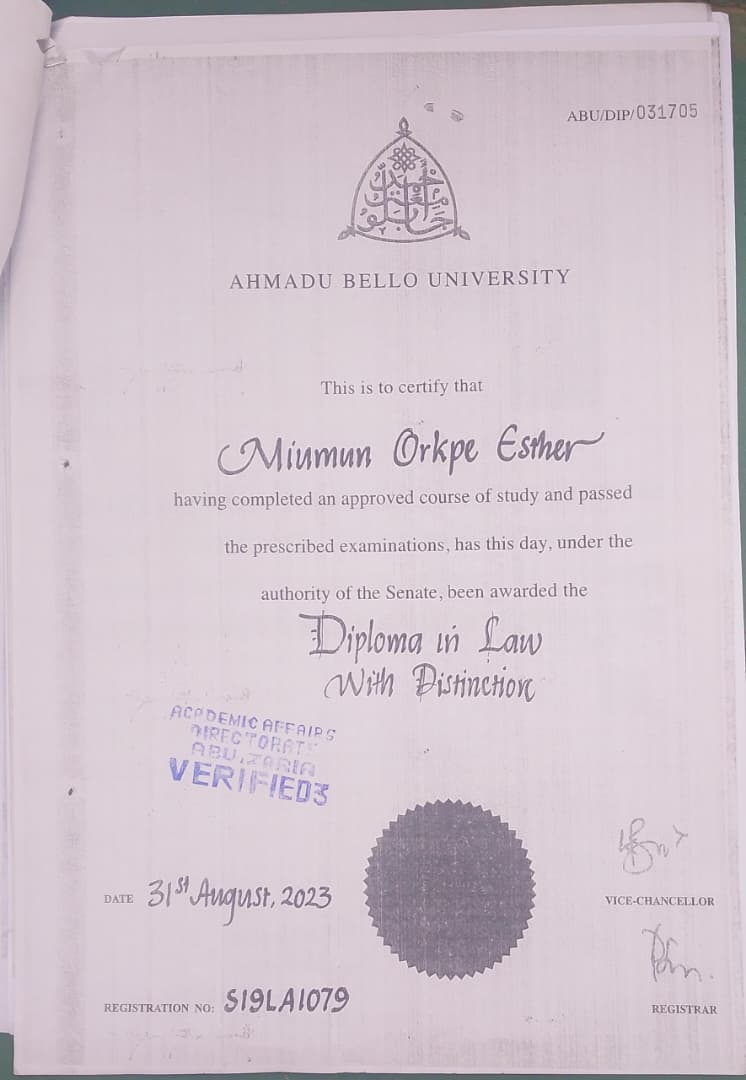 ABU/DIP/031705
AHMADU BELLO UNIVERSITY
This is to certify that
Miumun Orkpe Esther
having completed an approved course of study and passed
the prescribed examinations, has this day, under the
authority of the Senate, been awarded the
Diploma in Law
With Distinction
ACADEMIC AFFAIRS
DIRECTORATE
ABU, ZARIA
VERIFIED3
DATE 31st August, 2023
VICE-CHANCELLOR
REGISTRATION NO: S19LA1079
REGISTRAR